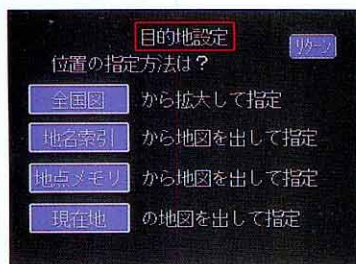 目的地設定
リターン
位置の指定方法は？
全国図 から拡大して指定
地名索引 から地図を出して指定
地点メモリ から地図を出して指定
現在地 の地図を出して指定